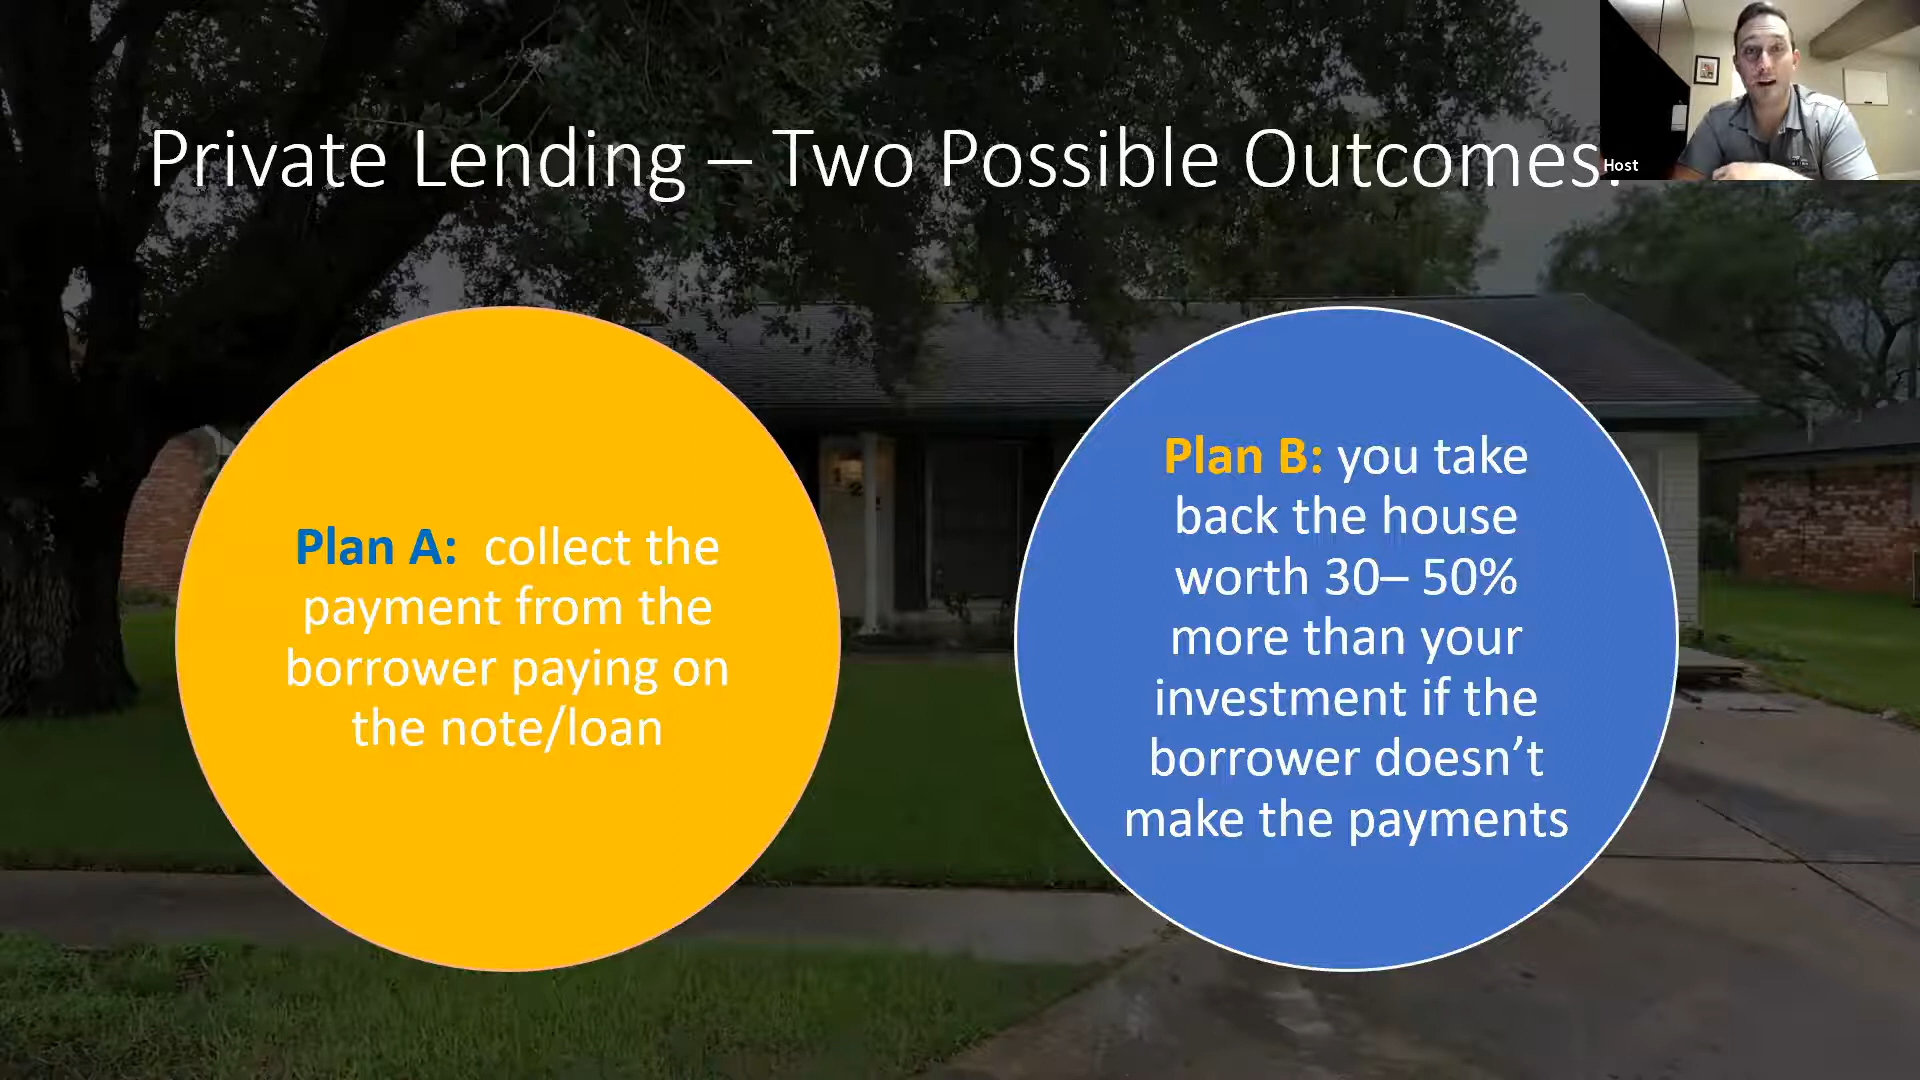 Private Lending – Two Possible Outcomes.
Host
Plan A: collect the
payment from the
borrower paying on
the note/loan
Plan B: you take
back the house
worth 30– 50%
more than your
investment if the
borrower doesn’t
make the payments